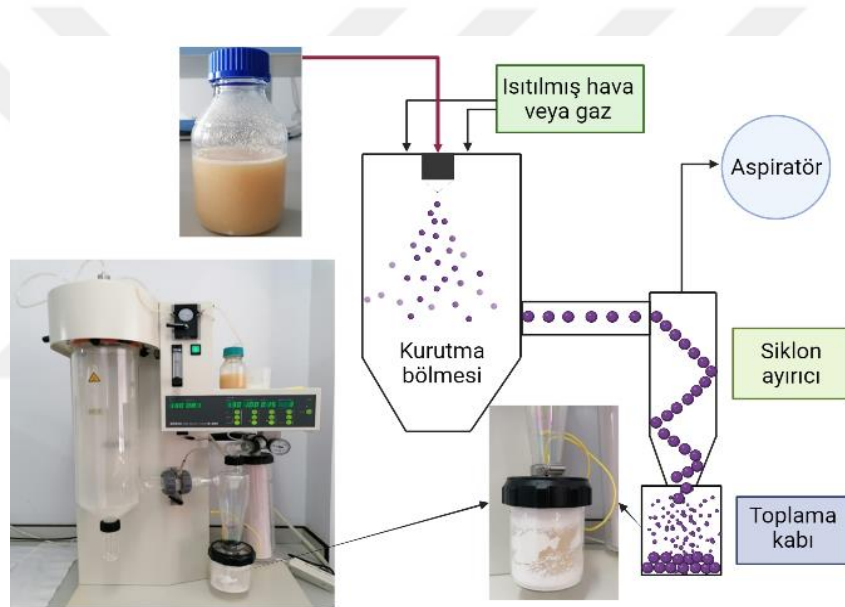 Isıtılmış hava
veya gaz
Aspiratör
Kurutma
bölmesi
Siklon
ayırıcı
Toplama
kabı